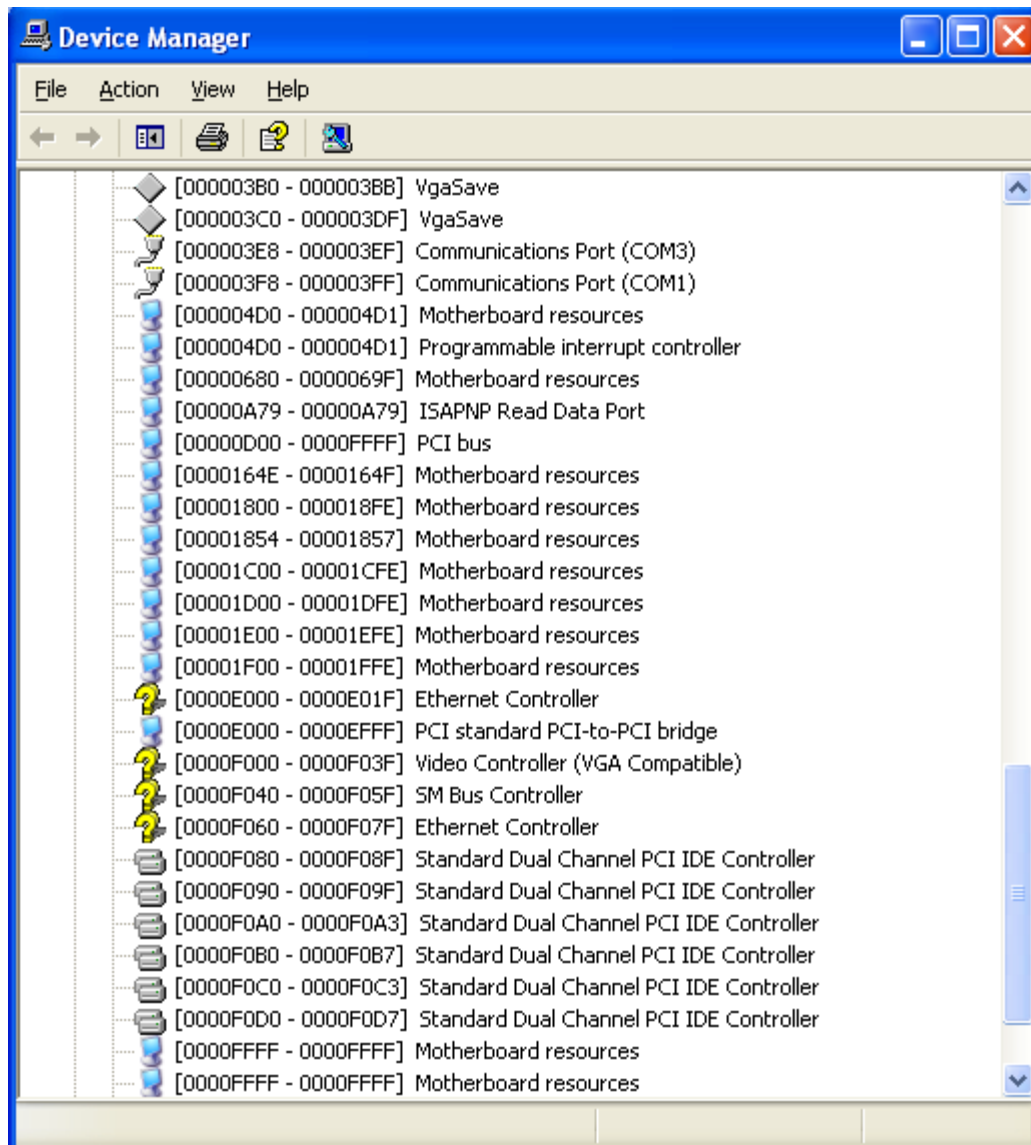 Device Manager
File Action View Help
[000003B0 - 000003BB] VgaSave
[000003C0 - 000003DF] VgaSave
[000003E8 - 000003EF] Communications Port (COM3)
[000003F8 - 000003FF] Communications Port (COM1)
[000004D0 - 000004D1] Motherboard resources
[000004D0 - 000004D1] Programmable interrupt controller
[00000680 - 0000069F] Motherboard resources
[00000A79 - 00000A79] ISAPNP Read Data Port
[00000D00 - 0000FFFF] PCI bus
[0000164E - 0000164F] Motherboard resources
[00001800 - 000018FE] Motherboard resources
[00001854 - 00001857] Motherboard resources
[00001C00 - 00001CFE] Motherboard resources
[00001D00 - 00001DFE] Motherboard resources
[00001E00 - 00001EFE] Motherboard resources
[00001F00 - 00001FFE] Motherboard resources
[0000E000 - 0000E01F] Ethernet Controller
[0000E000 - 0000EFFF] PCI standard PCI-to-PCI bridge
[0000F000 - 0000F03F] Video Controller (VGA Compatible)
[0000F040 - 0000F05F] SM Bus Controller
[0000F060 - 0000F07F] Ethernet Controller
[0000F080 - 0000F08F] Standard Dual Channel PCI IDE Controller
[0000F090 - 0000F09F] Standard Dual Channel PCI IDE Controller
[0000F0A0 - 0000F0A3] Standard Dual Channel PCI IDE Controller
[0000F0B0 - 0000F0B7] Standard Dual Channel PCI IDE Controller
[0000F0C0 - 0000F0C3] Standard Dual Channel PCI IDE Controller
[0000F0D0 - 0000F0D7] Standard Dual Channel PCI IDE Controller
[0000FFFF - 0000FFFF] Motherboard resources
[0000FFFF - 0000FFFF] Motherboard resources